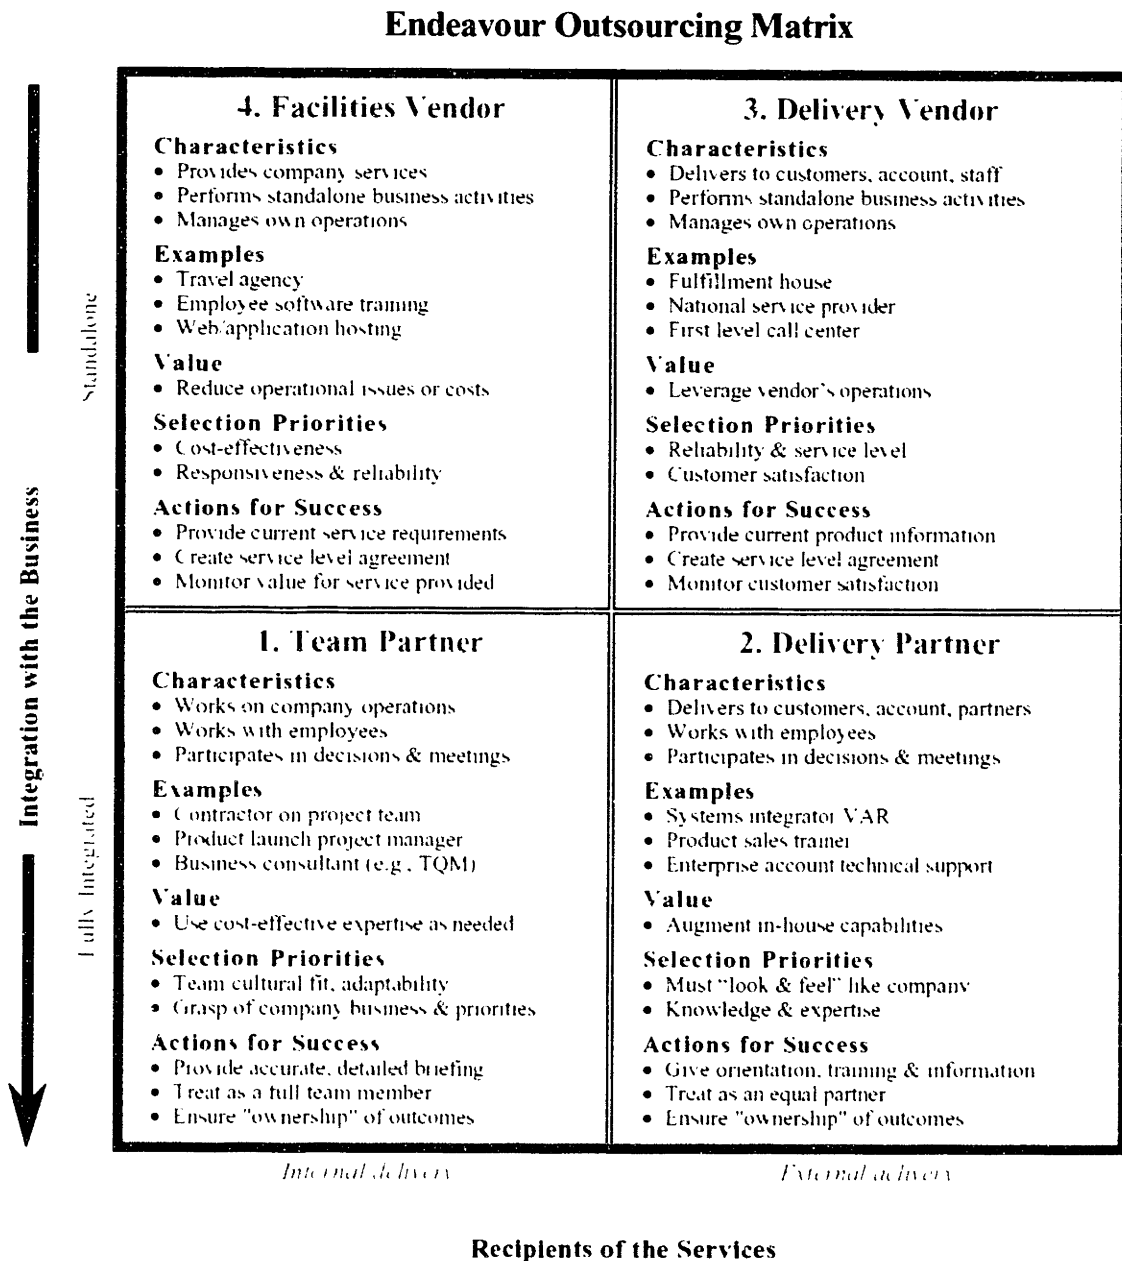 Endeavour Outsourcing Matrix
Integration with the Business
Standalone
Fully Integrated
4. Facilities Vendor
Characteristics
• Provides company services
• Performs standalone business activities
• Manages own operations
Examples
• Travel agency
• Employee software training
• Web/application hosting
Value
• Reduce operational issues or costs
Selection Priorities
• Cost-effectiveness
• Responsiveness & reliability
Actions for Success
• Provide current service requirements
• Create service level agreement
• Monitor value for service provided
3. Delivery Vendor
Characteristics
• Delivers to customers, account, staff
• Performs standalone business activities
• Manages own operations
Examples
• Fulfillment house
• National service provider
• First level call center
Value
• Leverage vendor's operations
Selection Priorities
• Reliability & service level
• Customer satisfaction
Actions for Success
• Provide current product information
• Create service level agreement
• Monitor customer satisfaction
1. Team Partner
Characteristics
• Works on company operations
• Works with employees
• Participates in decisions & meetings
Examples
• Contractor on project team
• Product launch project manager
• Business consultant (e.g., TQM)
Value
• Use cost-effective expertise as needed
Selection Priorities
• Team cultural fit, adaptability
• Grasp of company business & priorities
Actions for Success
• Provide accurate, detailed briefing
• Treat as a full team member
• Ensure "ownership" of outcomes
2. Delivery Partner
Characteristics
• Delivers to customers, account, partners
• Works with employees
• Participates in decisions & meetings
Examples
• Systems integrator VAR
• Product sales trainer
• Enterprise account technical support
Value
• Augment in-house capabilities
Selection Priorities
• Must "look & feel" like company
• Knowledge & expertise
Actions for Success
• Give orientation, training & information
• Treat as an equal partner
• Ensure "ownership" of outcomes
Internal delivery
External delivery
Recipients of the Services